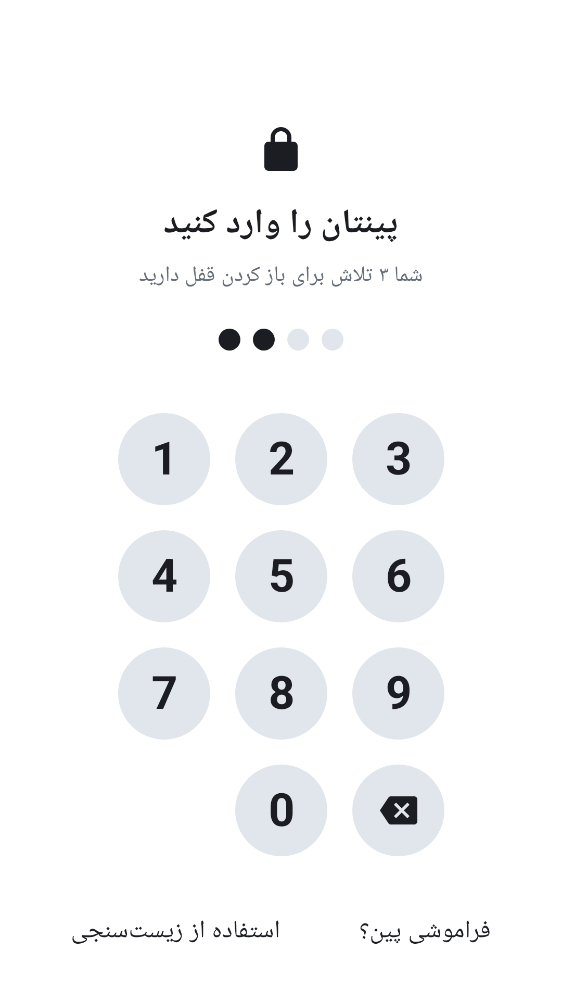 پینتان را وارد کنید
شما ۳ تلاش برای باز کردن قفل دارید
1 2 3
4 5 6
7 8 9
0
فراموشی پین؟
استفاده از زیست‌سنجی